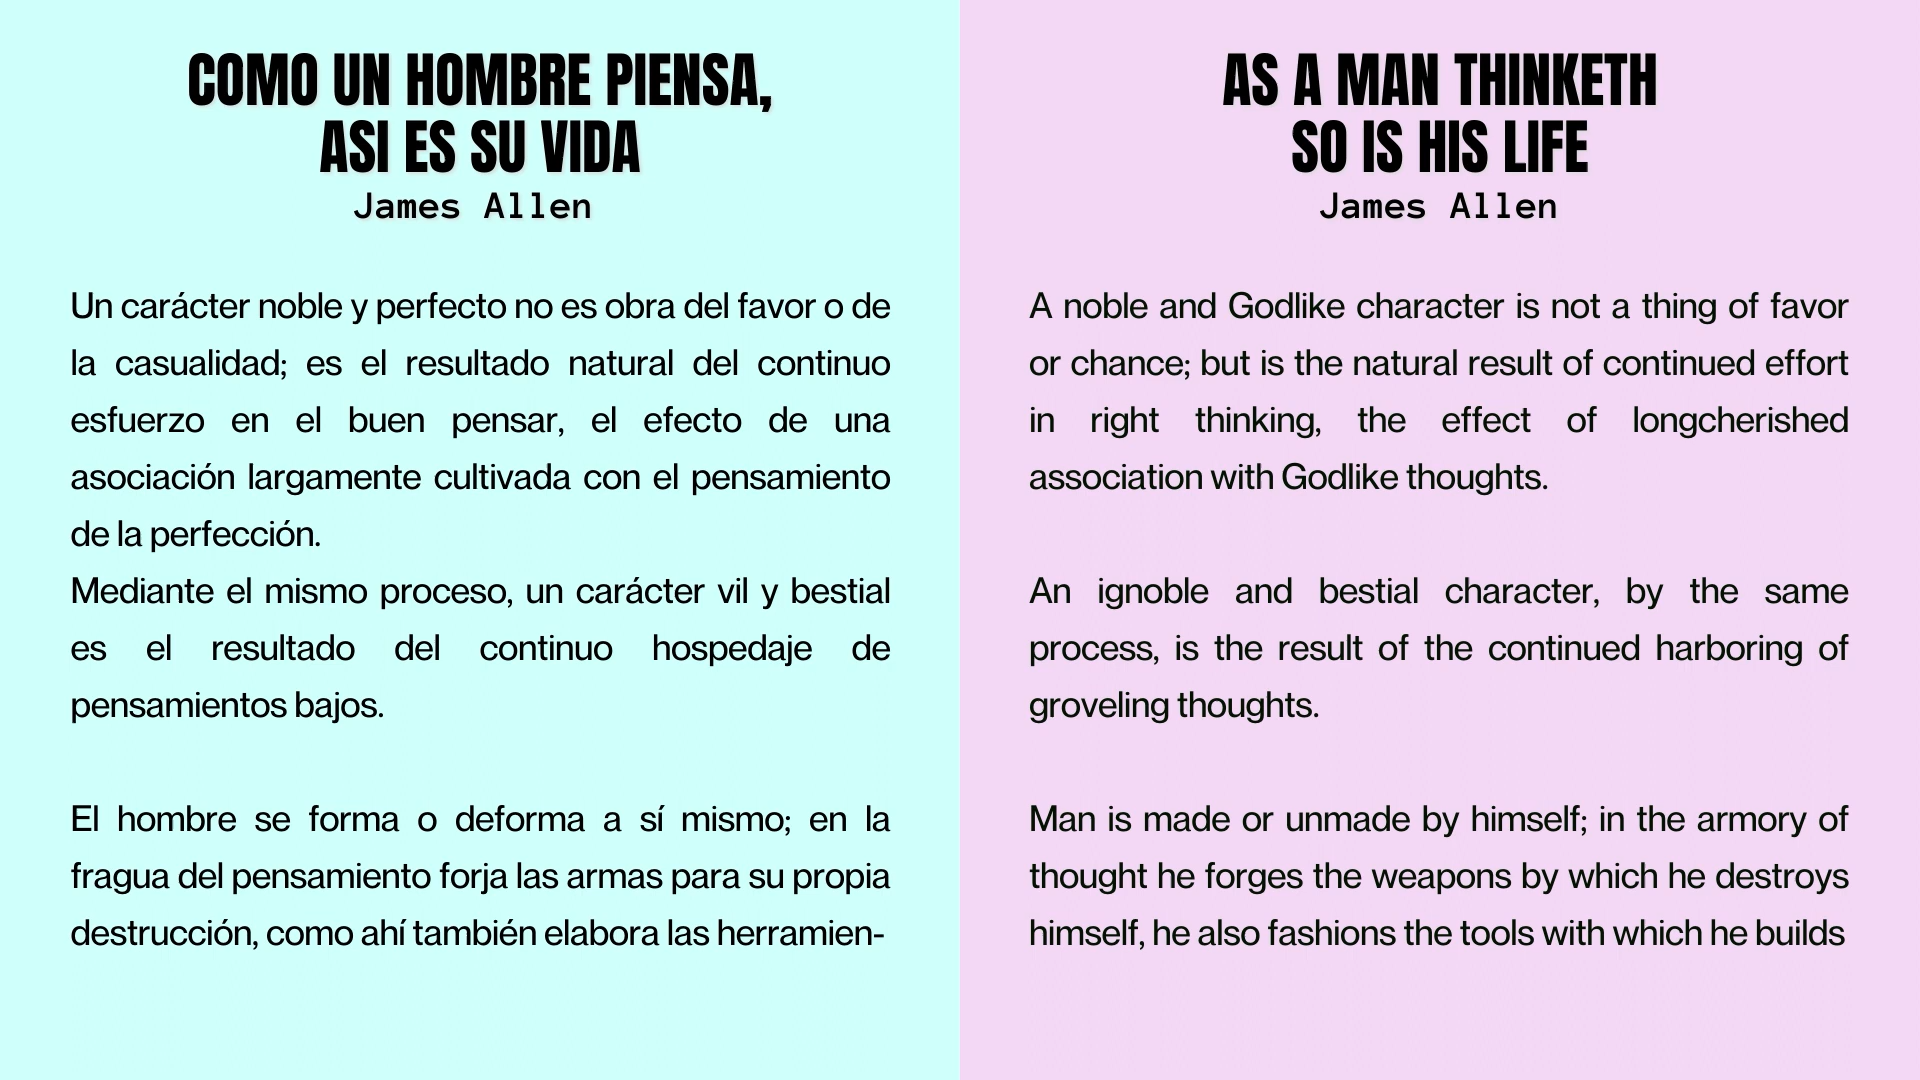 COMO UN HOMBRE PIENSA,
ASI ES SU VIDA
James Allen
Un carácter noble y perfecto no es obra del favor o de
la casualidad; es el resultado natural del continuo
esfuerzo en el buen pensar, el efecto de una
asociación largamente cultivada con el pensamiento
de la perfección.
Mediante el mismo proceso, un carácter vil y bestial
es el resultado del continuo hospedaje de
pensamientos bajos.
El hombre se forma o deforma a sí mismo; en la
fragua del pensamiento forja las armas para su propia
destrucción, como ahí también elabora las herramien-
AS A MAN THINKETH
SO IS HIS LIFE
James Allen
A noble and Godlike character is not a thing of favor
or chance; but is the natural result of continued effort
in right thinking, the effect of longcherished
association with Godlike thoughts.
An ignoble and bestial character, by the same
process, is the result of the continued harboring of
groveling thoughts.
Man is made or unmade by himself; in the armory of
thought he forges the weapons by which he destroys
himself, he also fashions the tools with which he builds